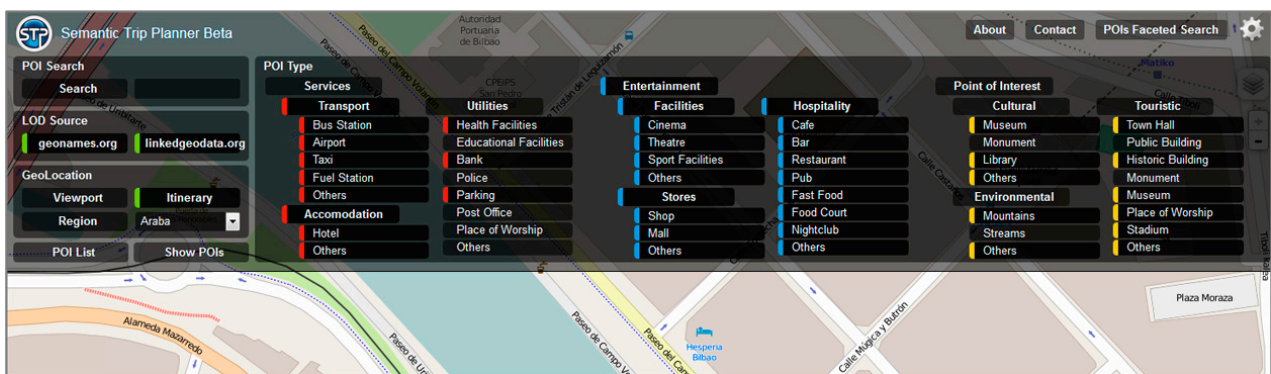 STP
Semantic Trip Planner Beta
About
Contact
POIs Faceted Search
POI Search
Search
LOD Source
geonames.org
linkedgeodata.org
GeoLocation
Viewport
Itinerary
Region
Araba
POI List
Show POIs
POI Type
Services
Transport
Bus Station
Airport
Taxi
Fuel Station
Others
Accomodation
Hotel
Others
Utilities
Health Facilities
Educational Facilities
Bank
Police
Parking
Post Office
Place of Worship
Others
Entertainment
Facilities
Cinema
Theatre
Sport Facilities
Others
Stores
Shop
Mall
Others
Hospitality
Cafe
Bar
Restaurant
Pub
Fast Food
Food Court
Nightclub
Others
Point of Interest
Cultural
Museum
Monument
Library
Others
Environmental
Mountains
Streams
Others
Touristic
Town Hall
Public Building
Historic Building
Monument
Museum
Place of Worship
Stadium
Others
Autoridad
Portuaria
de Bilbao
Paseo del Campo Volantín
CPEIPS
San Pedro
Matiko
Alameda Mazarredo
Hesperia
Bilbao
Calle Múgica y Butrón
Plaza Moraza